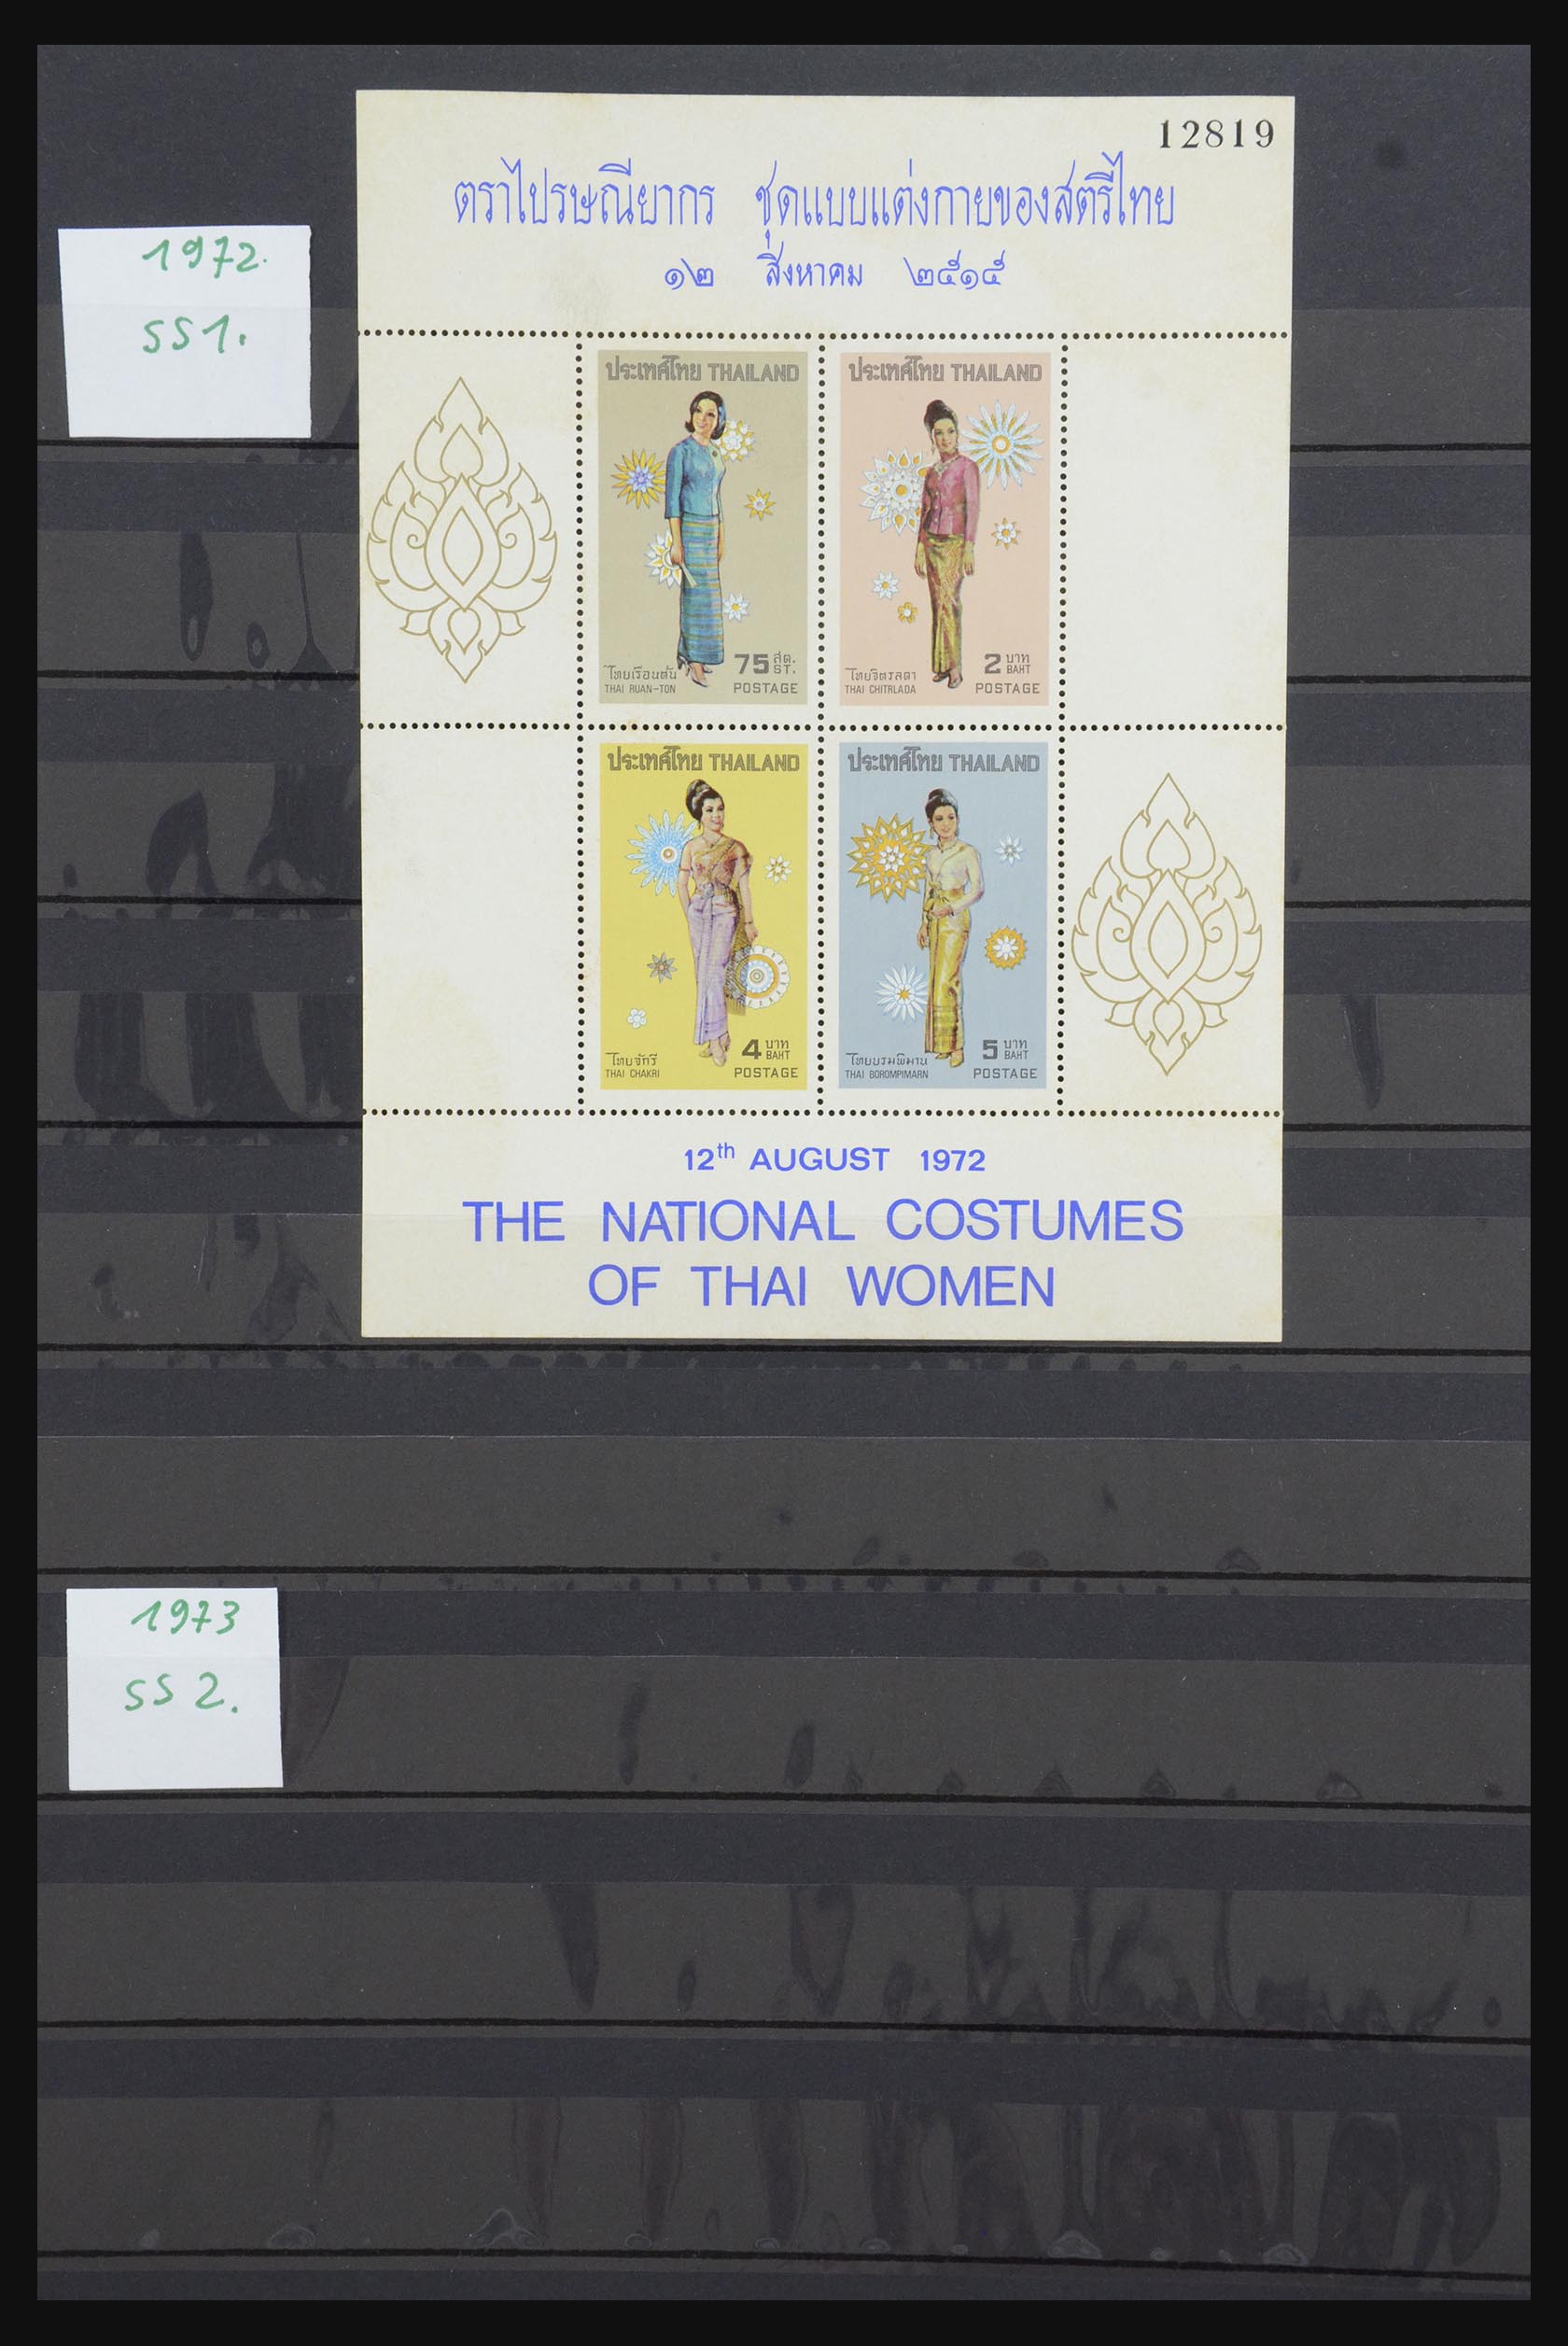 12819
ตราไปรษณียากร ชุดแบบแต่งกายของสตรีไทย
๑๒ สิงหาคม ๒๕๑๕
1972.
SS1.
ประเทศไทย THAILAND
ไทยเรือนต้น
THAI RUAN-TON
75 สต.
ST.
POSTAGE
ประเทศไทย THAILAND
ไทยจิตรลดา
THAI CHITRLADA
2 บาท
BAHT
POSTAGE
ประเทศไทย THAILAND
ไทยจักรี
THAI CHAKRI
4 บาท
BAHT
POSTAGE
ประเทศไทย THAILAND
ไทยบรมพิมาน
THAI BOROMPIMARN
5 บาท
BAHT
POSTAGE
12th AUGUST 1972
THE NATIONAL COSTUMES
OF THAI WOMEN
1973
SS 2.